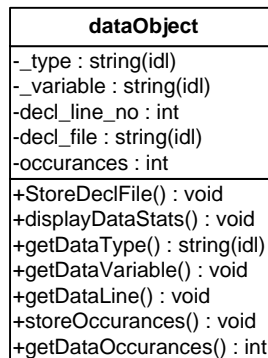 dataObject
-_type : string(idl)
-_variable : string(idl)
-decl_line_no : int
-decl_file : string(idl)
-occurances : int
+StoreDeclFile() : void
+displayDataStats() : void
+getDataType() : string(idl)
+getDataVariable() : void
+getDataLine() : void
+storeOccurances() : void
+getDataOccurances() : int